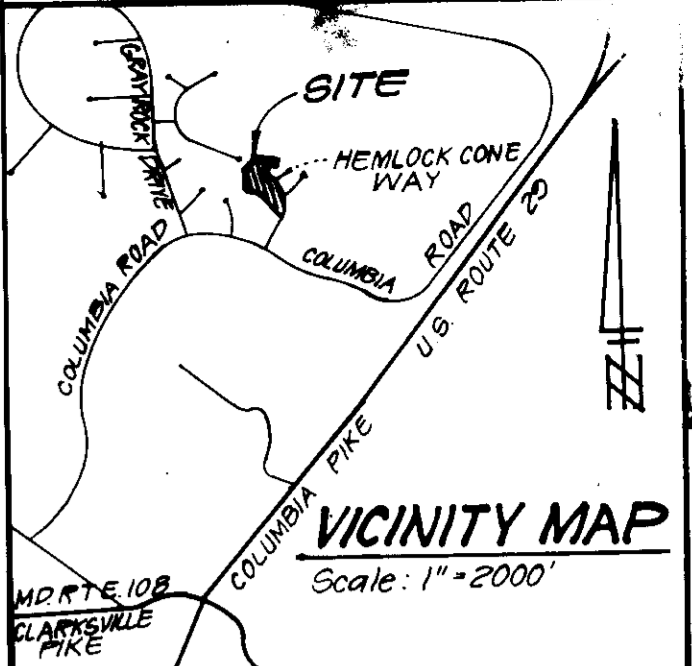 GRAYROCK DRIVE
SITE
HEMLOCK CONE
WAY
COLUMBIA ROAD
COLUMBIA ROAD
U.S. ROUTE 29
COLUMBIA PIKE
N
VICINITY MAP
Scale: 1"=2000'
MD.RTE.108
CLARKSVILLE
PIKE